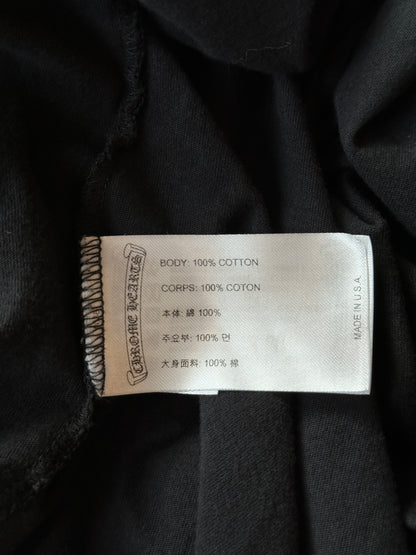 CHROME HEARTS
BODY: 100% COTTON
CORPS: 100% COTON
本体: 綿 100%
주요부: 100% 면
大身面料: 100% 棉
MADE IN U.S.A.